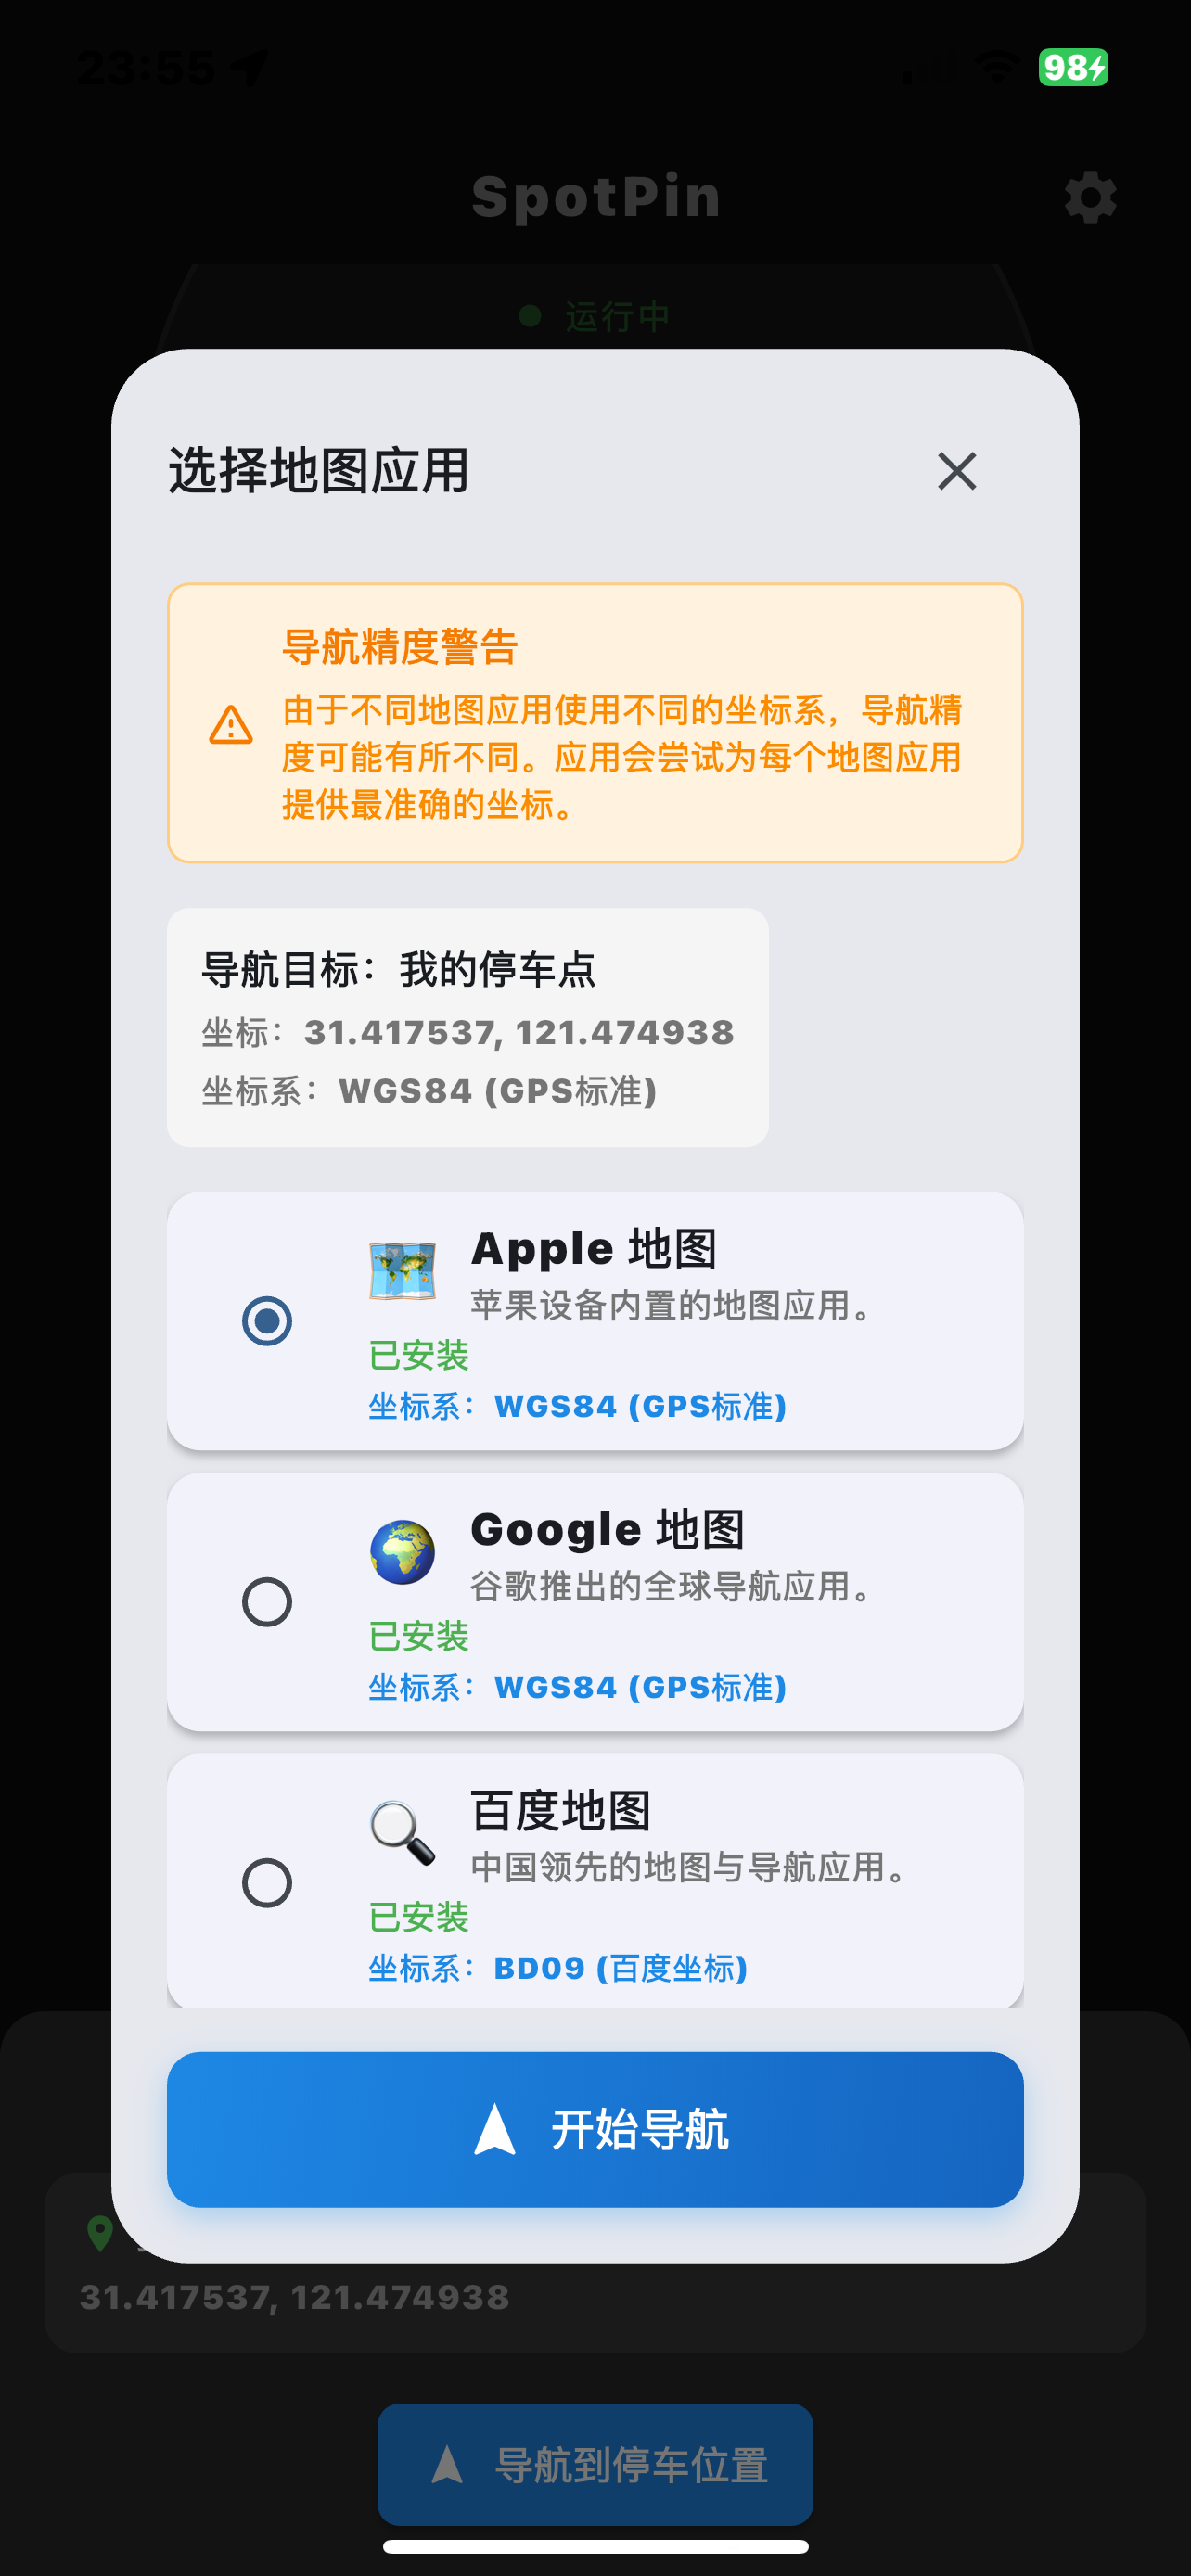 23:55
98
SpotPin
运行中
选择地图应用
导航精度警告
由于不同地图应用使用不同的坐标系，导航精
度可能有所不同。应用会尝试为每个地图应用
提供最准确的坐标。
导航目标：我的停车点
坐标：31.417537, 121.474938
坐标系：WGS84 (GPS标准)
Apple 地图
苹果设备内置的地图应用。
已安装
坐标系：WGS84 (GPS标准)
Google 地图
谷歌推出的全球导航应用。
已安装
坐标系：WGS84 (GPS标准)
百度地图
中国领先的地图与导航应用。
已安装
坐标系：BD09 (百度坐标)
开始导航
31.417537, 121.474938
导航到停车位置